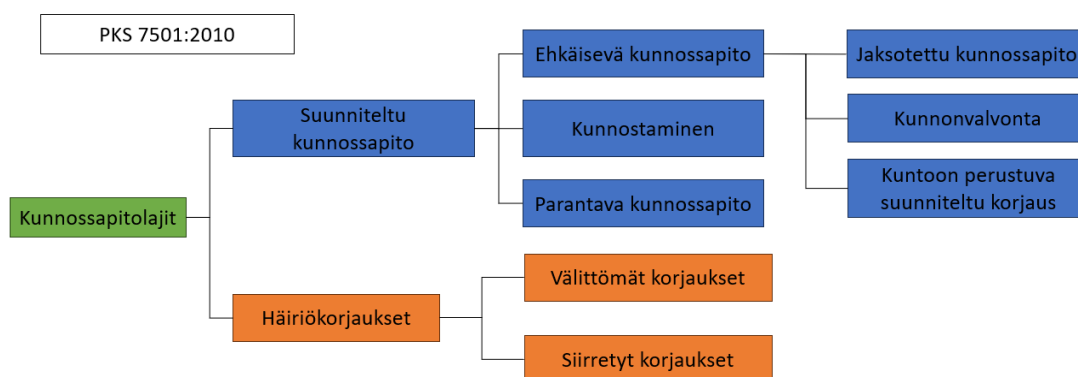 PKS 7501:2010
Kunnossapitolajit
Suunniteltu
kunnossapito
Ehkäisevä kunnossapito
Jaksotettu kunnossapito
Kunnonvalvonta
Kuntoon perustuva
suunniteltu korjaus
Kunnostaminen
Parantava kunnossapito
Häiriökorjaukset
Välittömät korjaukset
Siirretyt korjaukset